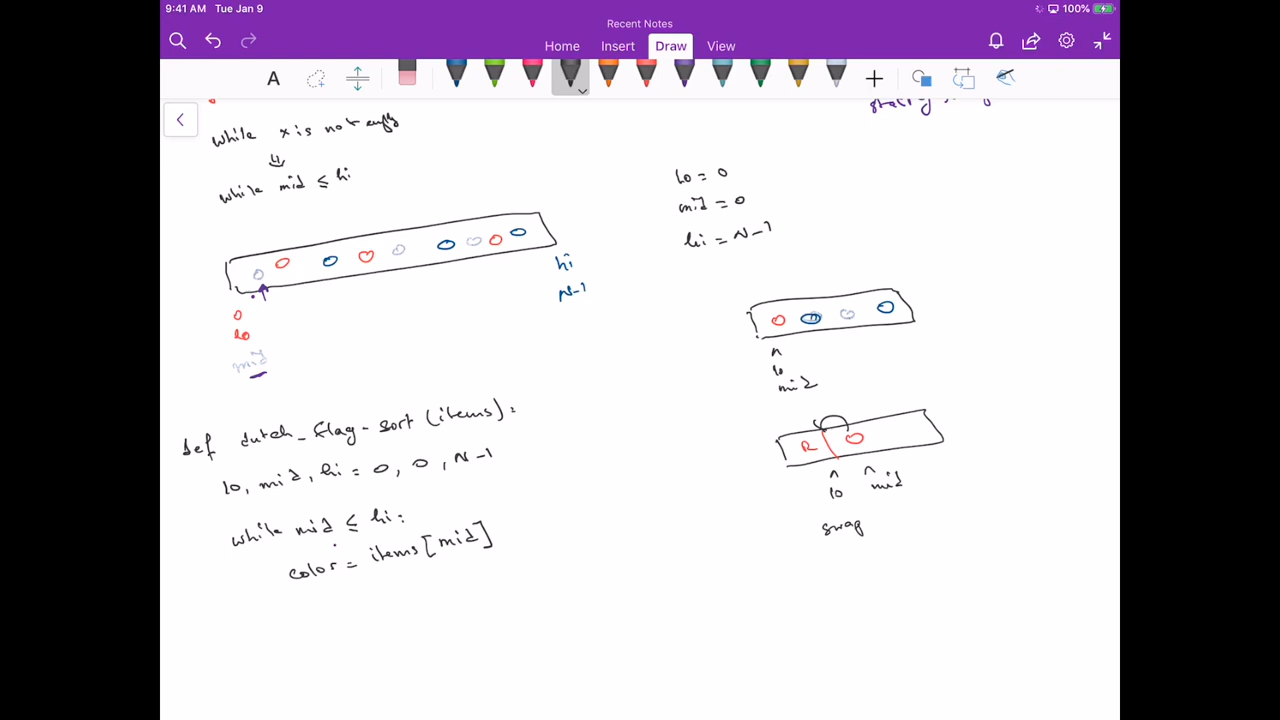 9:41 AM Tue Jan 9
100%
Recent Notes
Home Insert Draw View
A
while x is not empty
while mid ≤ hi
lo = 0
mid = 0
hi = N-1
hi
N-1
0
lo
mid
lo
mid
def dutch_flag_sort (items):
lo, mid, hi = 0, 0, N-1
while mid ≤ hi:
color = items[mid]
R
lo mid
swap